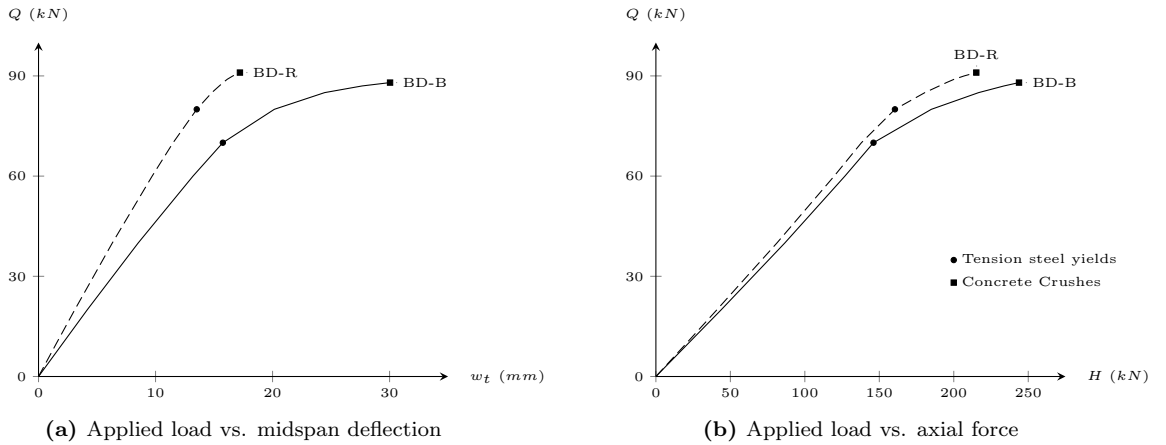 Q (kN)
90
60
30
0
0
10
20
30
w_t (mm)
BD-R
BD-B
(a) Applied load vs. midspan deflection
Q (kN)
90
60
30
0
0
50
100
150
200
250
H (kN)
BD-R
BD-B
Tension steel yields
Concrete Crushes
(b) Applied load vs. axial force